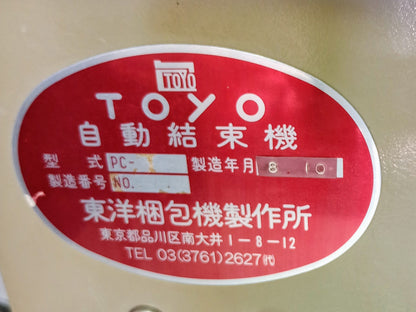 TOYO
TOYO
自動結束機
型式 PC- 製造年月 8. 10
製造番号 NO.
東洋梱包機製作所
東京都品川区南大井1-8-12
TEL 03(3761)2627代